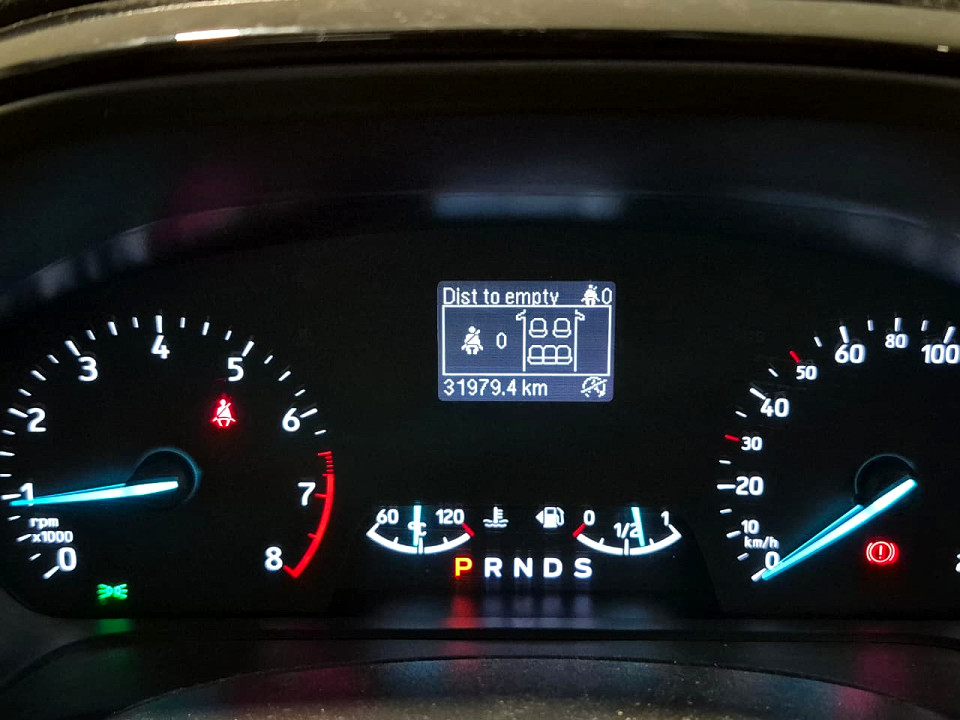 Dist to empty 0
0
31979.4 km
0 1 2 3 4 5 6 7 8
rpm
x1000
60 °C 120
0 1/2 1
P R N D S
0 10 20 30 40 50 60 80 100
km/h